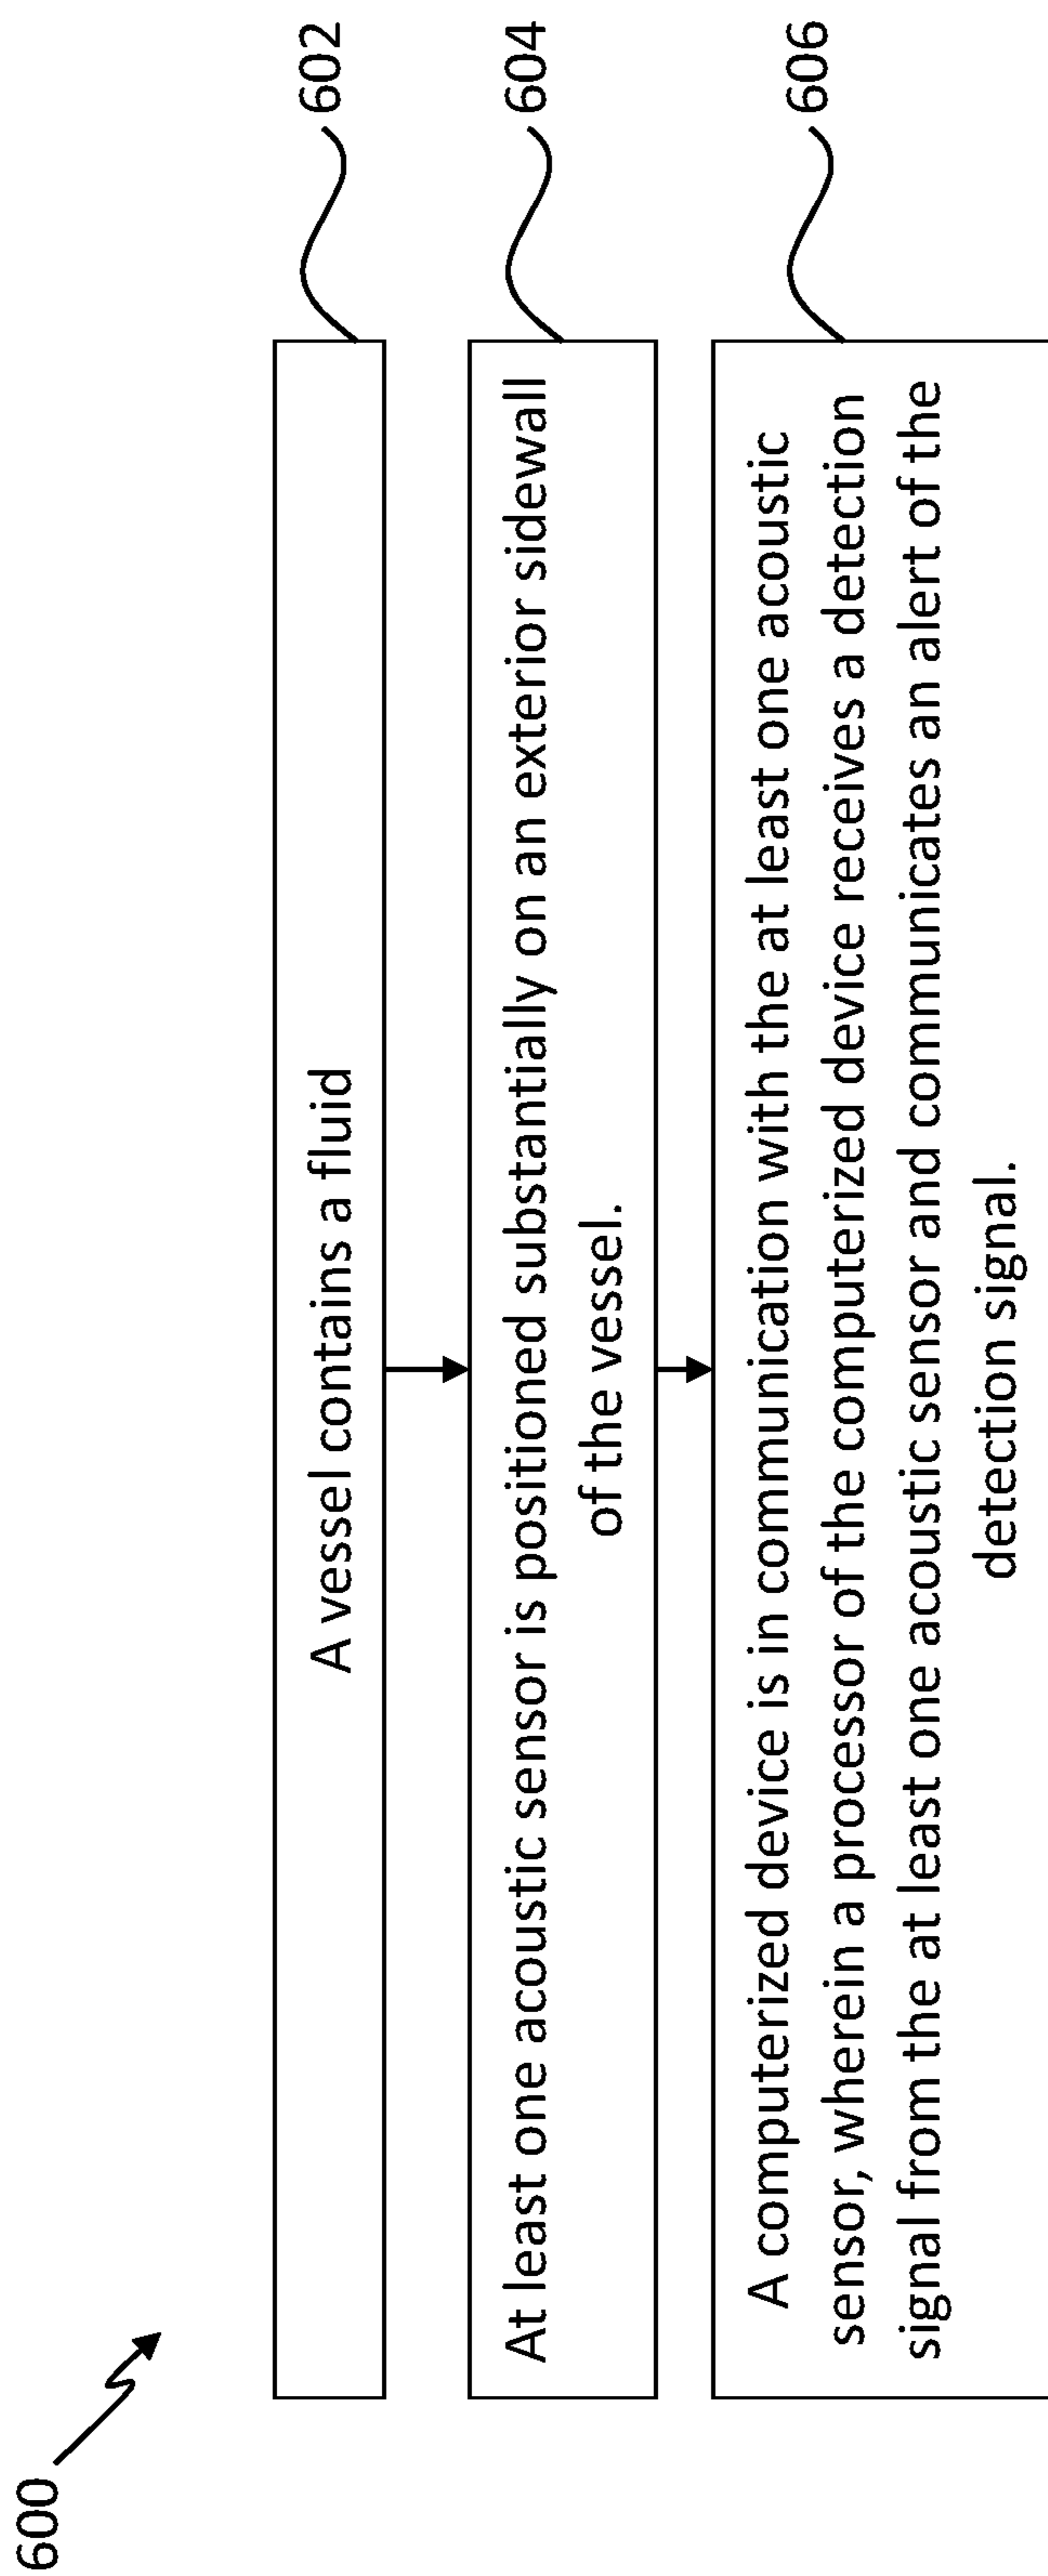 600
A vessel contains a fluid
602
At least one acoustic sensor is positioned substantially on an exterior sidewall
of the vessel.
604
A computerized device is in communication with the at least one acoustic
sensor, wherein a processor of the computerized device receives a detection
signal from the at least one acoustic sensor and communicates an alert of the
detection signal.
606